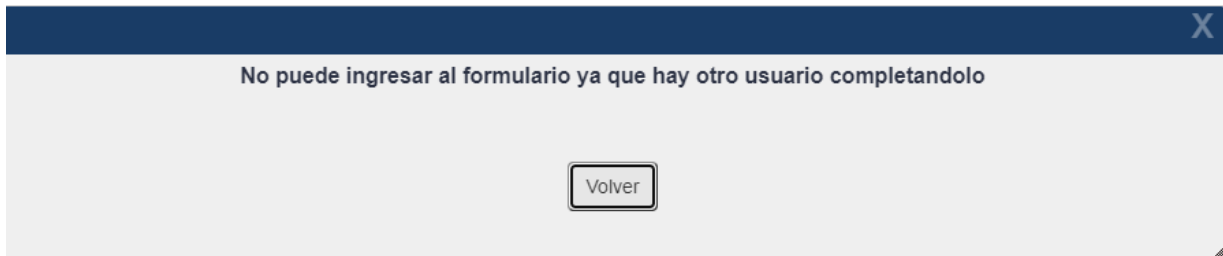 X
No puede ingresar al formulario ya que hay otro usuario completandolo
Volver